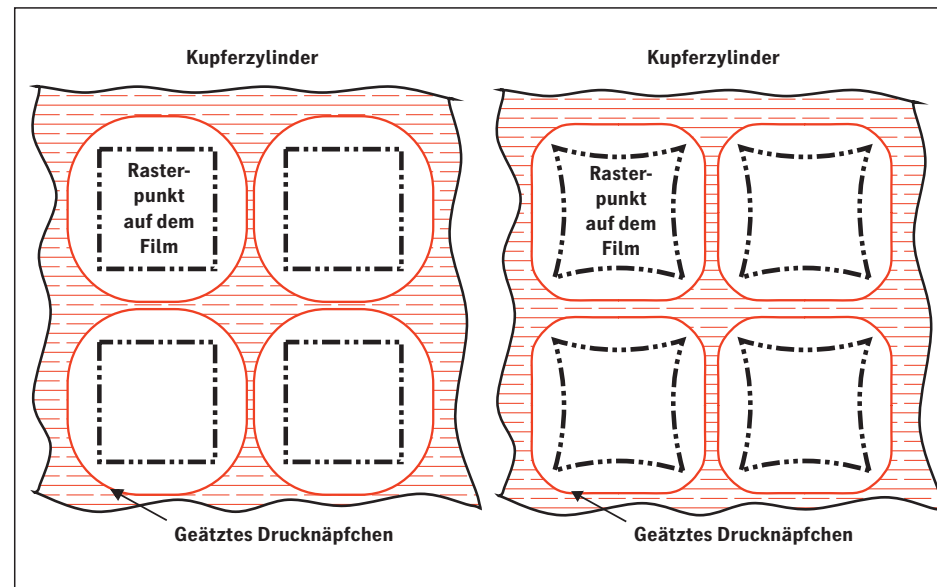 Kupferzylinder
Raster-
punkt
auf dem
Film
Geätztes Drucknäpfchen
Kupferzylinder
Raster-
punkt
auf dem
Film
Geätztes Drucknäpfchen